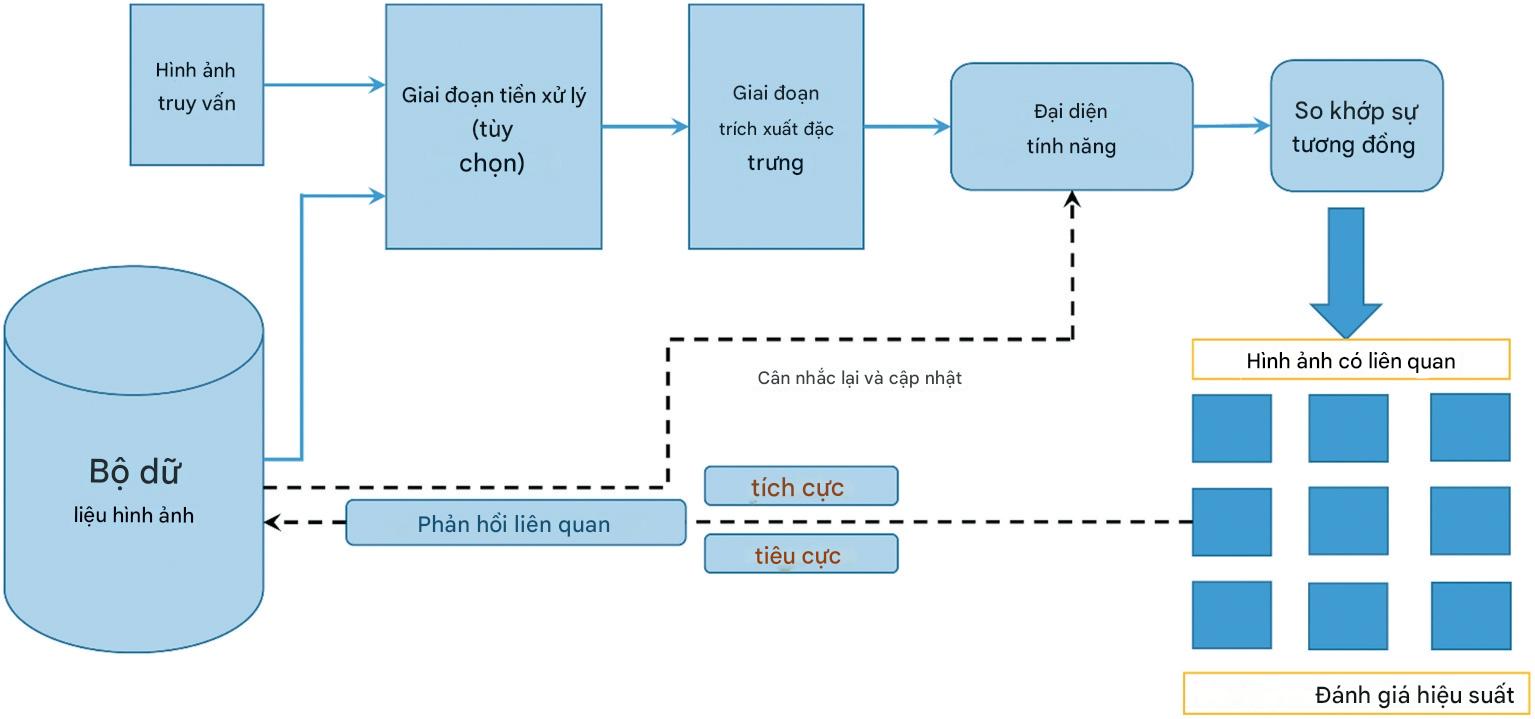 Hình ảnh
truy vấn
Giai đoạn tiền xử lý
(tùy
chọn)
Giai đoạn
trích xuất đặc
trưng
Đại diện
tính năng
So khớp sự
tương đồng
Hình ảnh có liên quan
Cân nhắc lại và cập nhật
Bộ dữ
liệu hình ảnh
tích cực
Phản hồi liên quan
tiêu cực
Đánh giá hiệu suất